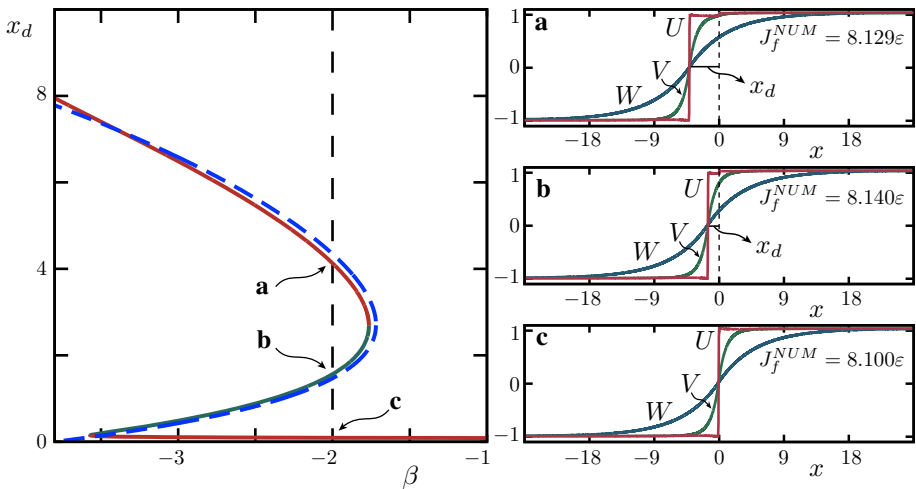 x_d
8
4
0
−3
−2
−1
β
a
b
c
a
U
J_f^{NUM} = 8.129ε
V
W
x_d
1
0
−1
−18
−9
0
9
18
x
b
U
J_f^{NUM} = 8.140ε
V
W
x_d
1
0
−1
−18
−9
0
9
18
x
c
U
J_f^{NUM} = 8.100ε
V
W
1
0
−1
−18
−9
0
9
18
x